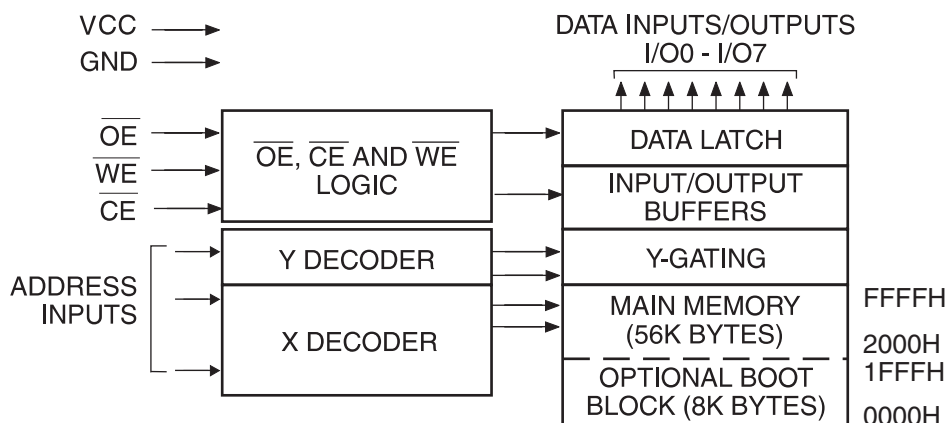 VCC
GND
DATA INPUTS/OUTPUTS
I/O0 - I/O7
OE
WE
CE
OE, CE AND WE
LOGIC
DATA LATCH
INPUT/OUTPUT
BUFFERS
ADDRESS
INPUTS
Y DECODER
Y-GATING
X DECODER
MAIN MEMORY
(56K BYTES)
OPTIONAL BOOT
BLOCK (8K BYTES)
FFFFH
2000H
1FFFH
0000H